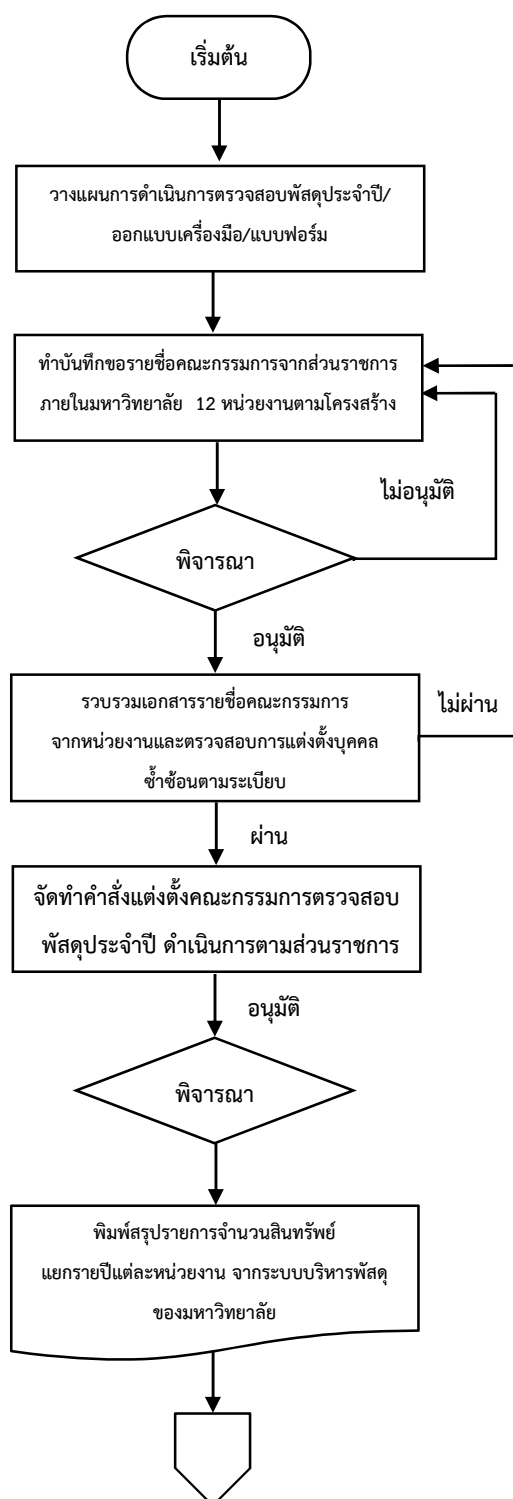 เริ่มต้น
วางแผนการดำเนินการตรวจสอบพัสดุประจำปี/
ออกแบบเครื่องมือ/แบบฟอร์ม
ทำบันทึกขอรายชื่อคณะกรรมการจากส่วนราชการ
ภายในมหาวิทยาลัย 12 หน่วยงานตามโครงสร้าง
ไม่อนุมัติ
พิจารณา
อนุมัติ
รวบรวมเอกสารรายชื่อคณะกรรมการ
จากหน่วยงานและตรวจสอบการแต่งตั้งบุคคล
ซ้ำซ้อนตามระเบียบ
ไม่ผ่าน
ผ่าน
จัดทำคำสั่งแต่งตั้งคณะกรรมการตรวจสอบ
พัสดุประจำปี ดำเนินการตามส่วนราชการ
อนุมัติ
พิจารณา
พิมพ์สรุปรายการจำนวนสินทรัพย์
แยกรายปีแต่ละหน่วยงาน จากระบบบริหารพัสดุ
ของมหาวิทยาลัย